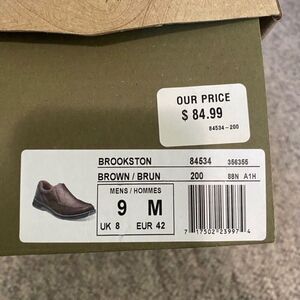 OUR PRICE
$ 84.99
84534-200
BROOKSTON 84534 356355
BROWN / BRUN 200 88N A1H
MENS / HOMMES
9 M
UK 8 EUR 42
7 17502 23997 4